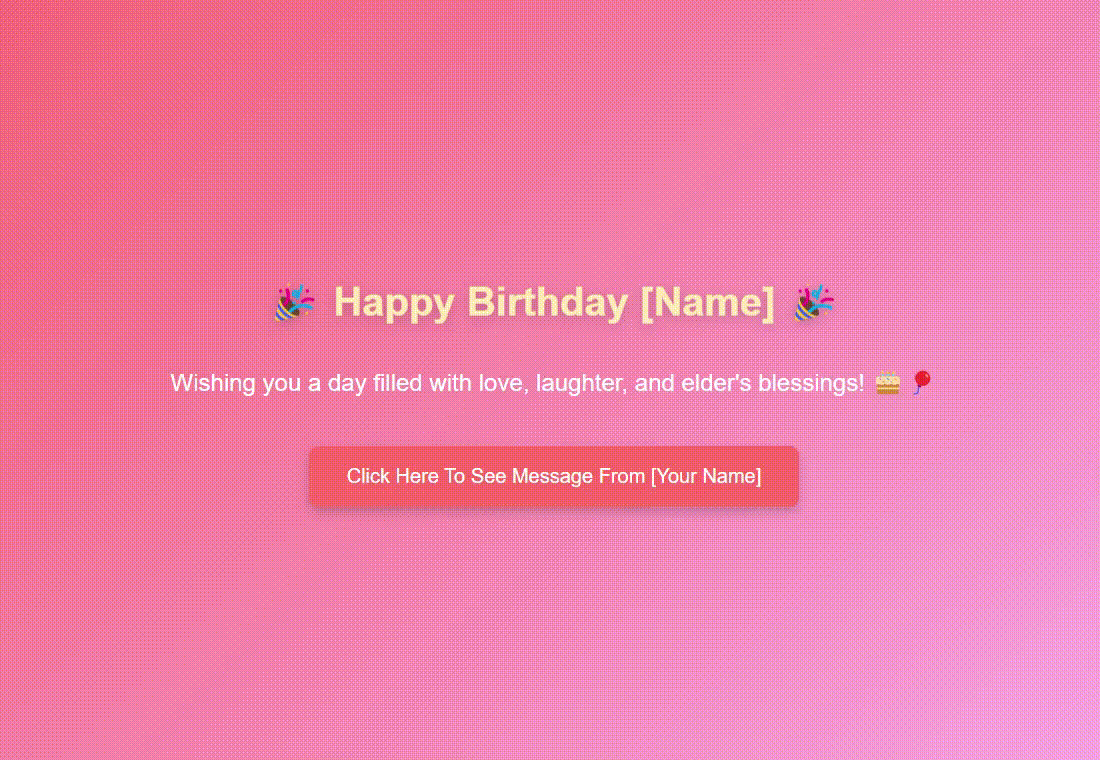 🎉 Happy Birthday [Name] 🎉
Wishing you a day filled with love, laughter, and elder's blessings! 🎂 🎈
Click Here To See Message From [Your Name]